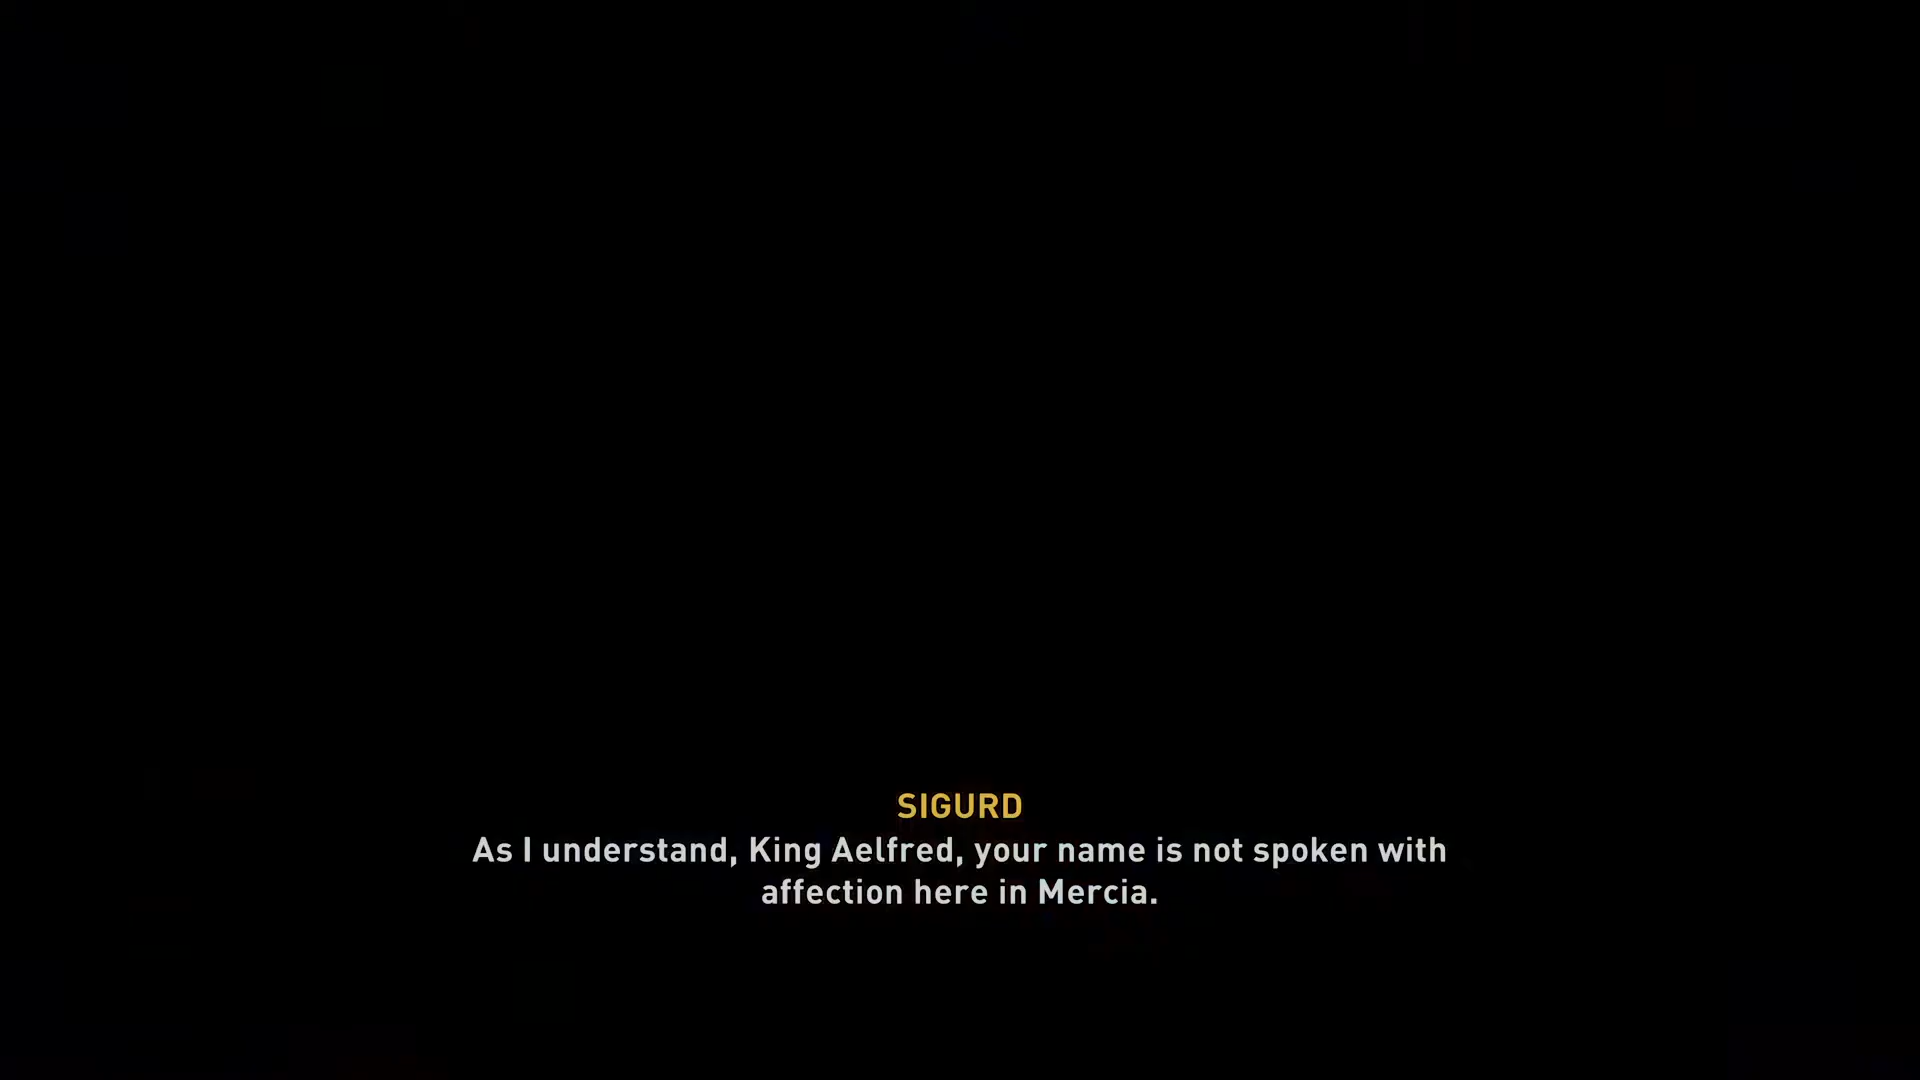 SIGURD
As I understand, King Aelfred, your name is not spoken with
affection here in Mercia.